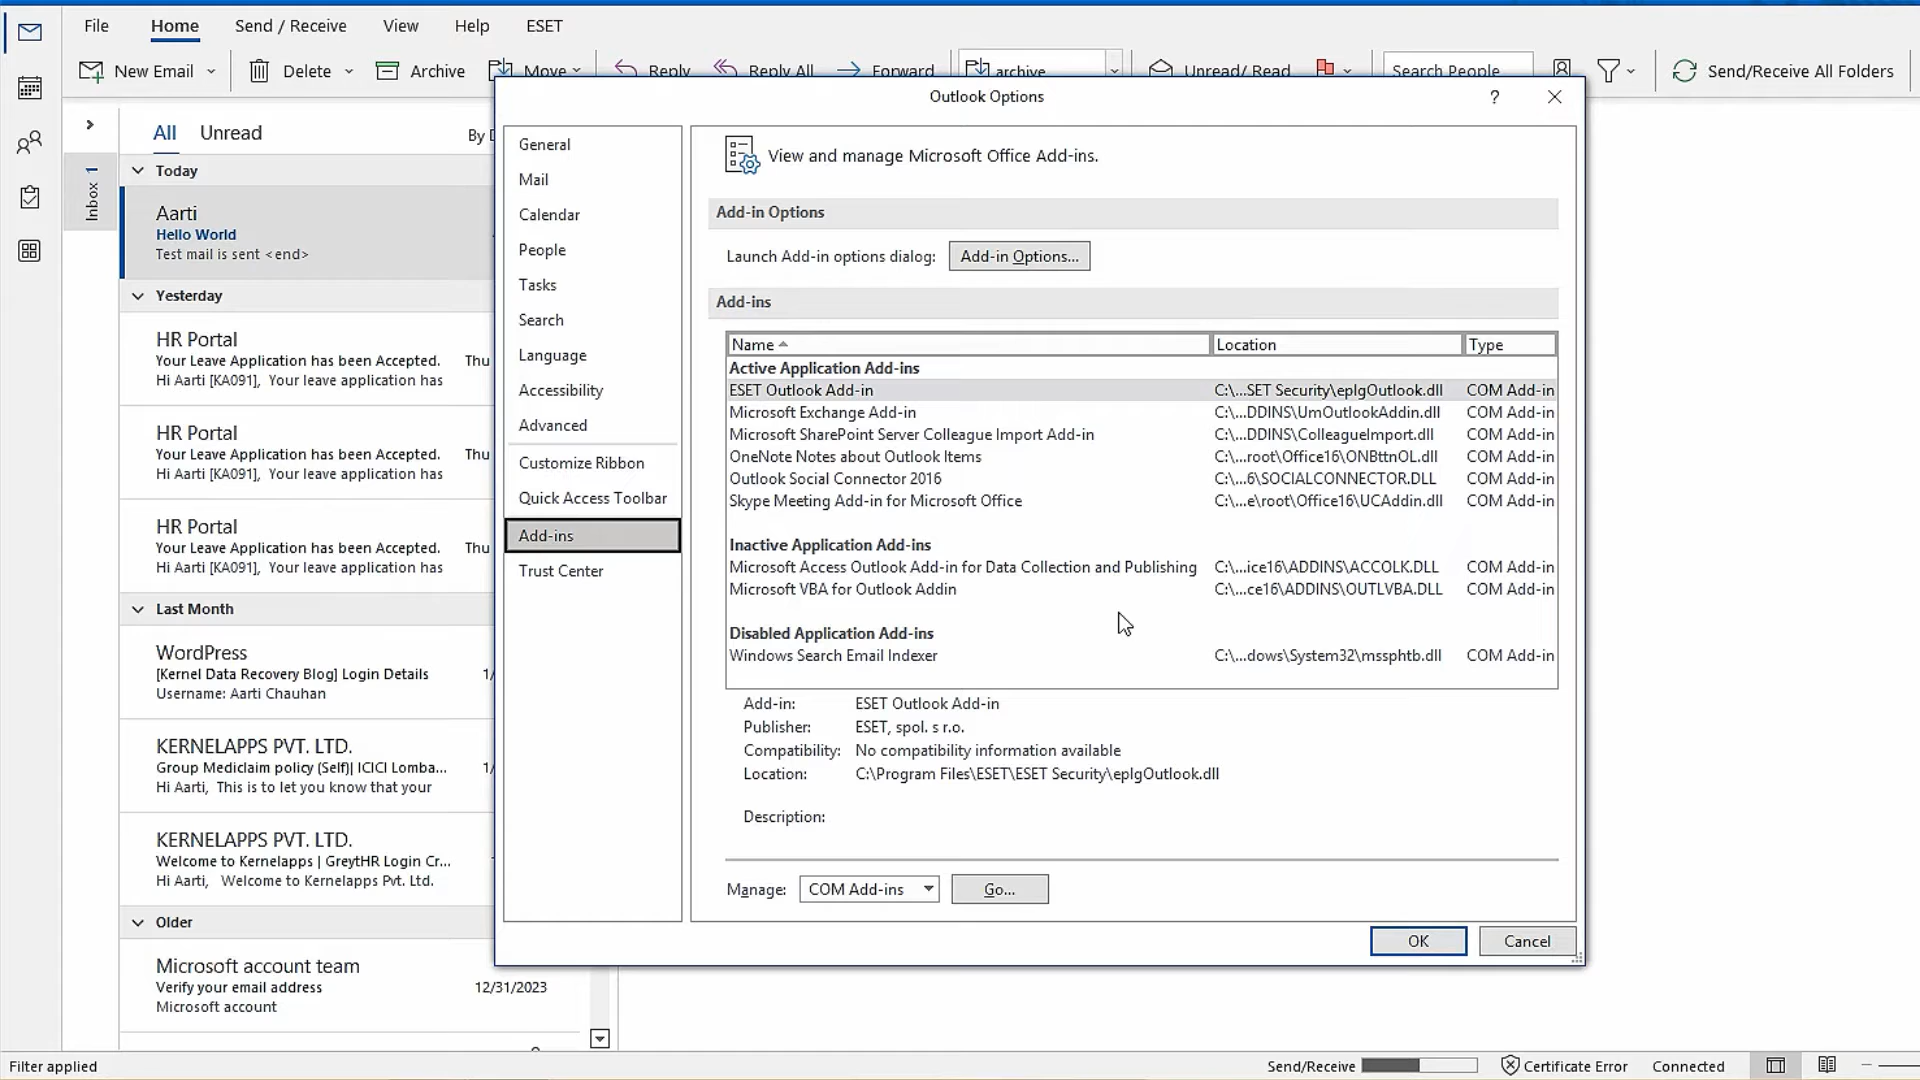 File Home Send / Receive View Help ESET
New Email Delete Archive Move Reply Reply All Forward archive Unread/ Read Search People Send/Receive All Folders
Inbox 1
All Unread By
Today
Aarti
Hello World
Test mail is sent <end>
Yesterday
HR Portal
Your Leave Application has been Accepted. Thu
Hi Aarti [KA091], Your leave application has
HR Portal
Your Leave Application has been Accepted. Thu
Hi Aarti [KA091], Your leave application has
HR Portal
Your Leave Application has been Accepted. Thu
Hi Aarti [KA091], Your leave application has
Last Month
WordPress
[Kernel Data Recovery Blog] Login Details 1/
Username: Aarti Chauhan
KERNELAPPS PVT. LTD.
Group Mediclaim policy (Self)| ICICI Lomba... 1/
Hi Aarti, This is to let you know that your
KERNELAPPS PVT. LTD.
Welcome to Kernelapps | GreytHR Login Cr...
Hi Aarti, Welcome to Kernelapps Pvt. Ltd.
Older
Microsoft account team
Verify your email address 12/31/2023
Microsoft account
Outlook Options ?
General
Mail
Calendar
People
Tasks
Search
Language
Accessibility
Advanced
Customize Ribbon
Quick Access Toolbar
Add-ins
Trust Center
View and manage Microsoft Office Add-ins.
Add-in Options
Launch Add-in options dialog: Add-in Options...
Add-ins
Name Location Type
Active Application Add-ins
ESET Outlook Add-in C:\...SET Security\eplgOutlook.dll COM Add-in
Microsoft Exchange Add-in C:\...DDINS\UmOutlookAddin.dll COM Add-in
Microsoft SharePoint Server Colleague Import Add-in C:\...DDINS\ColleagueImport.dll COM Add-in
OneNote Notes about Outlook Items C:\...root\Office16\ONBttnOL.dll COM Add-in
Outlook Social Connector 2016 C:\...6\SOCIALCONNECTOR.DLL COM Add-in
Skype Meeting Add-in for Microsoft Office C:\...e\root\Office16\UCAddin.dll COM Add-in
Inactive Application Add-ins
Microsoft Access Outlook Add-in for Data Collection and Publishing C:\...ice16\ADDINS\ACCOLK.DLL COM Add-in
Microsoft VBA for Outlook Addin C:\...ce16\ADDINS\OUTLVBA.DLL COM Add-in
Disabled Application Add-ins
Windows Search Email Indexer C:\...dows\System32\mssphtb.dll COM Add-in
Add-in: ESET Outlook Add-in
Publisher: ESET, spol. s r.o.
Compatibility: No compatibility information available
Location: C:\Program Files\ESET\ESET Security\eplgOutlook.dll
Description:
Manage: COM Add-ins Go...
OK Cancel
Filter applied Send/Receive Certificate Error Connected